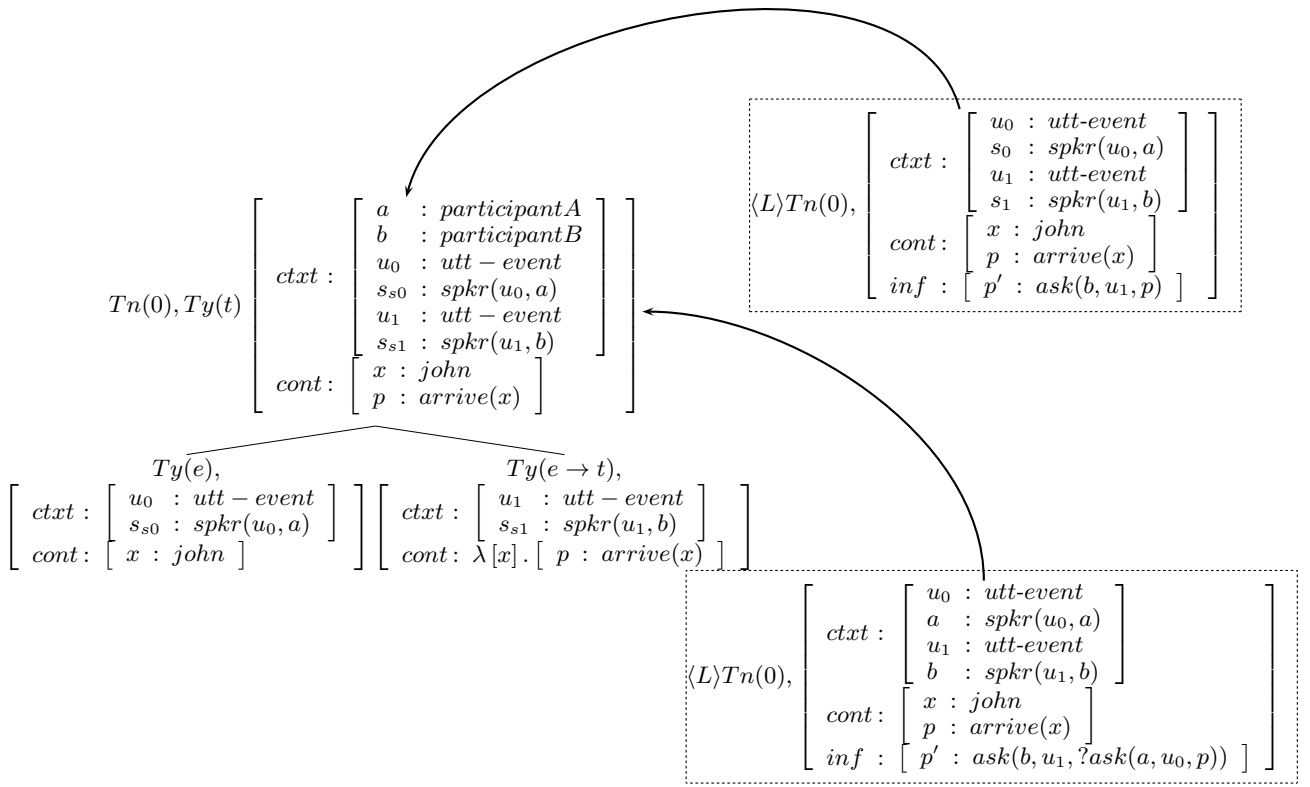 ⟨L⟩Tn(0),
ctxt :
u₀ : utt-event
s₀ : spkr(u₀, a)
u₁ : utt-event
s₁ : spkr(u₁, b)
cont : [ x : john
p : arrive(x) ]
inf : [ p′ : ask(b, u₁, p) ]
Tn(0), Ty(t)
ctxt :
a : participantA
b : participantB
u₀ : utt − event
sₛ₀ : spkr(u₀, a)
u₁ : utt − event
sₛ₁ : spkr(u₁, b)
cont : [ x : john
p : arrive(x) ]
Ty(e),
ctxt : [ u₀ : utt − event
sₛ₀ : spkr(u₀, a) ]
cont : [ x : john ]
Ty(e → t),
ctxt : [ u₁ : utt − event
sₛ₁ : spkr(u₁, b) ]
cont : λ [x] . [ p : arrive(x) ]
⟨L⟩Tn(0),
ctxt :
u₀ : utt-event
a : spkr(u₀, a)
u₁ : utt-event
b : spkr(u₁, b)
cont : [ x : john
p : arrive(x) ]
inf : [ p′ : ask(b, u₁, ?ask(a, u₀, p)) ]